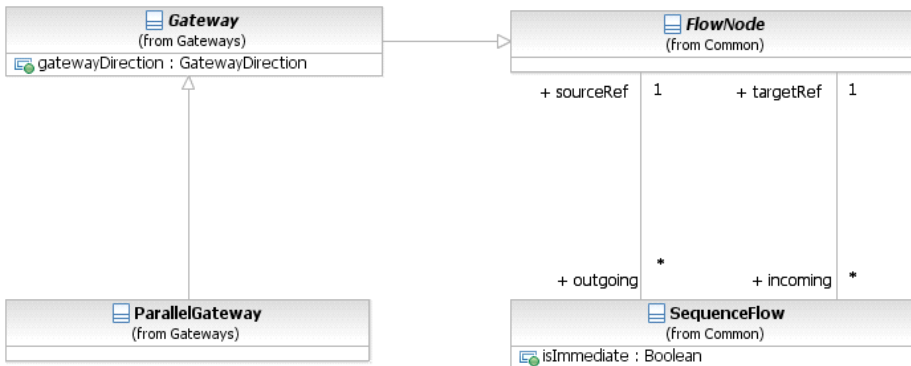 Gateway
(from Gateways)
gatewayDirection : GatewayDirection
FlowNode
(from Common)
+ sourceRef
1
+ targetRef
1
+ outgoing
*
+ incoming
*
ParallelGateway
(from Gateways)
SequenceFlow
(from Common)
isImmediate : Boolean